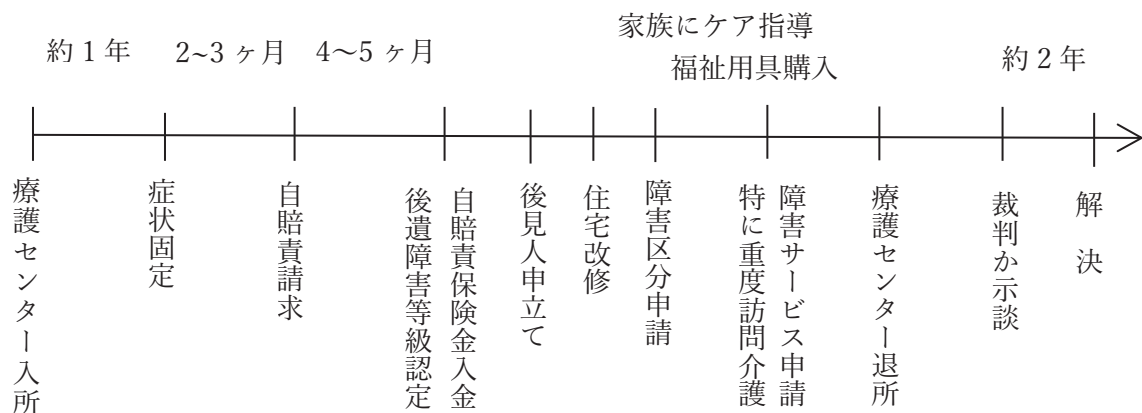 約1年
2~3ヶ月
4〜5ヶ月
家族にケア指導
福祉用具購入
約2年
療護センター入所
症状固定
自賠責請求
自賠責保険金入金
後遺障害等級認定
後見人申立て
住宅改修
障害区分申請
障害サービス申請
特に重度訪問介護
療護センター退所
裁判か示談
解決